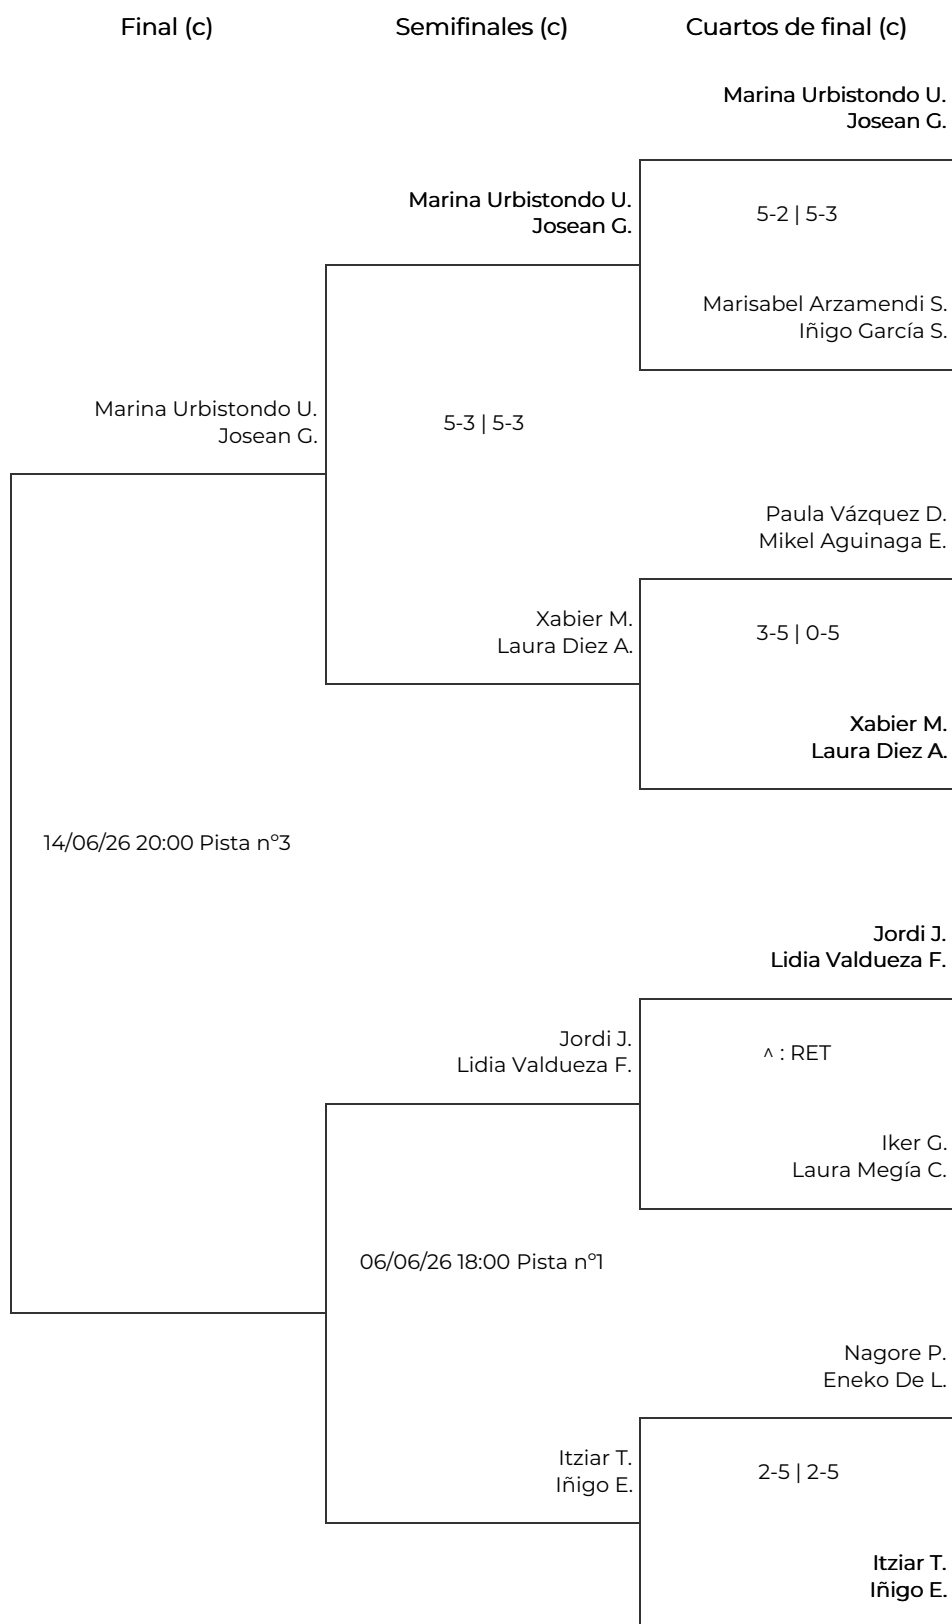 Final (c)
Semifinales (c)
Cuartos de final (c)
Marina Urbistondo U.
Josean G.
Marina Urbistondo U.
Josean G.
5-2 | 5-3
Marisabel Arzamendi S.
Iñigo García S.
Marina Urbistondo U.
Josean G.
5-3 | 5-3
Paula Vázquez D.
Mikel Aguinaga E.
Xabier M.
Laura Diez A.
3-5 | 0-5
Xabier M.
Laura Diez A.
14/06/26 20:00 Pista nº3
Jordi J.
Lidia Valdueza F.
Jordi J.
Lidia Valdueza F.
^ : RET
Iker G.
Laura Megía C.
06/06/26 18:00 Pista nº1
Nagore P.
Eneko De L.
Itziar T.
Iñigo E.
2-5 | 2-5
Itziar T.
Iñigo E.